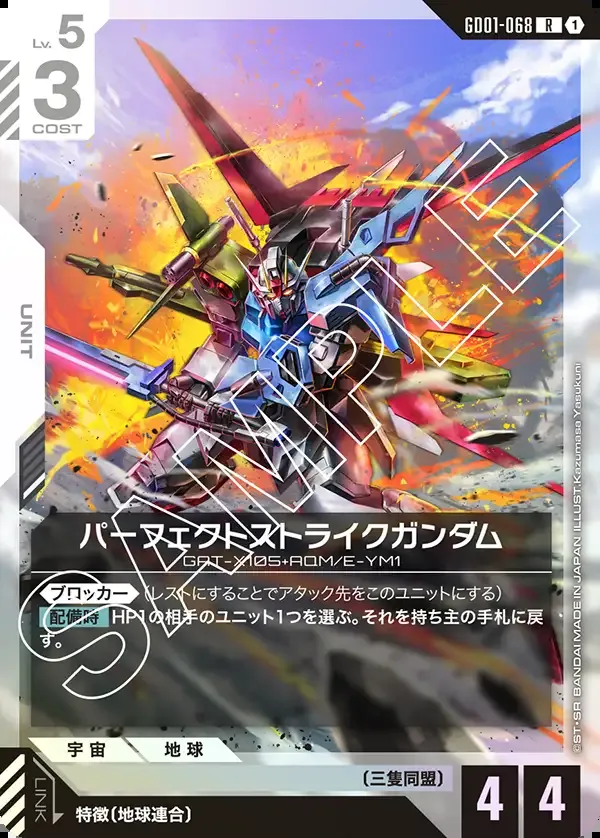 Lv. 5
GD01-068 R 1
3
COST
UNIT
パーフェクトストライクガンダム
GAT-X105+AQM/E-YM1
ブロッカー (レストにすることでアタック先をこのユニットにする)
配備時 HP1の相手のユニット1つを選ぶ。それを持ち主の手札に戻
す。
宇宙 地球
〔三隻同盟〕
LINK
特徴〔地球連合〕
4 4
©ST・SR BANDAI MADE IN JAPAN ILLUST.Kazumasa Yasukuni
SAMPLE